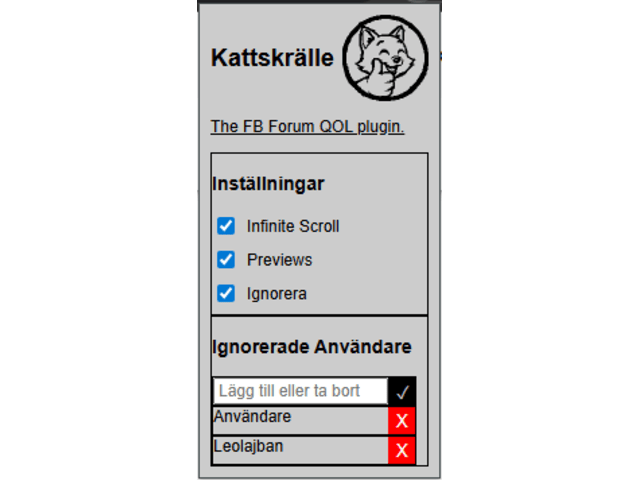 Kattskrälle
The FB Forum QOL plugin.
Inställningar
Infinite Scroll
Previews
Ignorera
Ignorerade Användare
Lägg till eller ta bort ✓
Användare X
Leolajban X